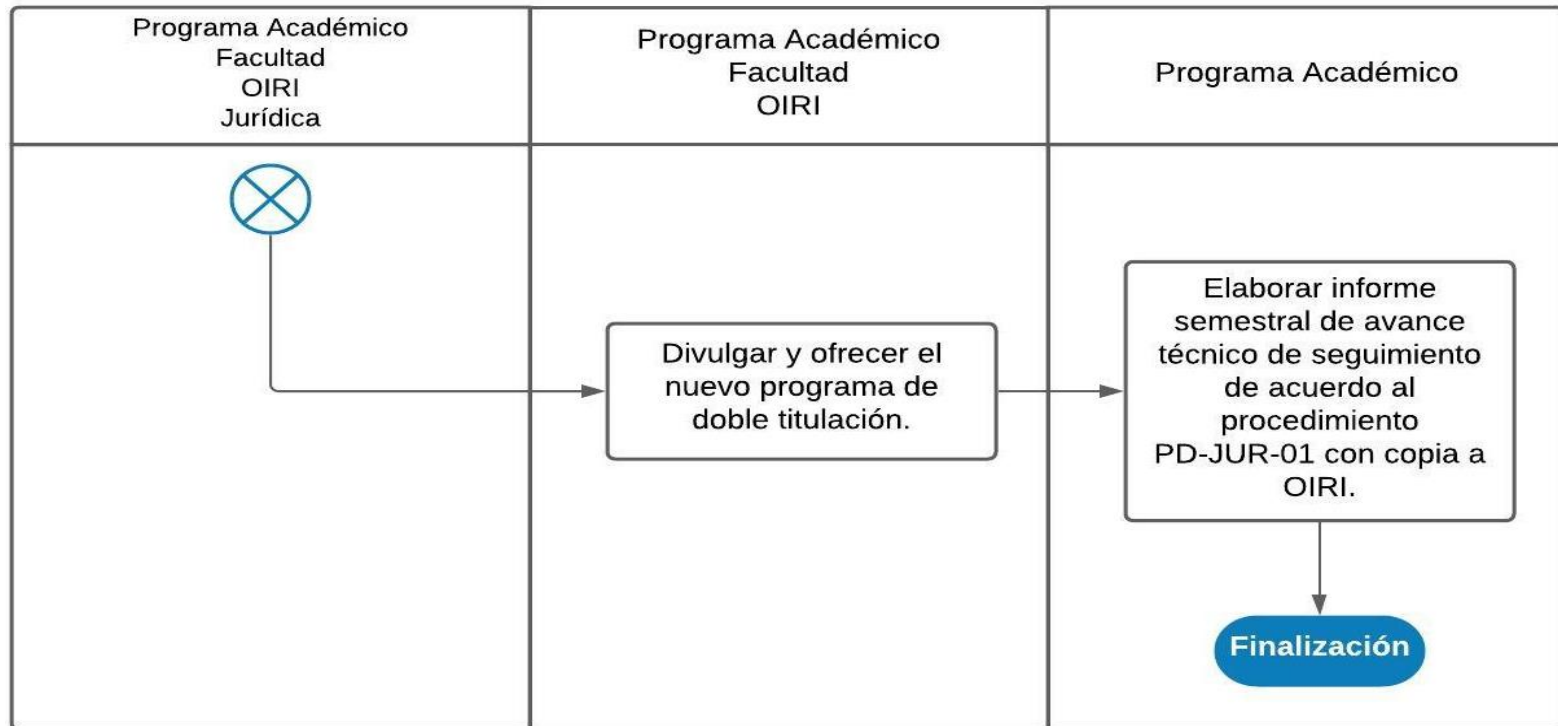 Programa Académico
Facultad
OIRI
Jurídica
Programa Académico
Facultad
OIRI
Programa Académico
Divulgar y ofrecer el
nuevo programa de
doble titulación.
Elaborar informe
semestral de avance
técnico de seguimiento
de acuerdo al
procedimiento
PD-JUR-01 con copia a
OIRI.
Finalización